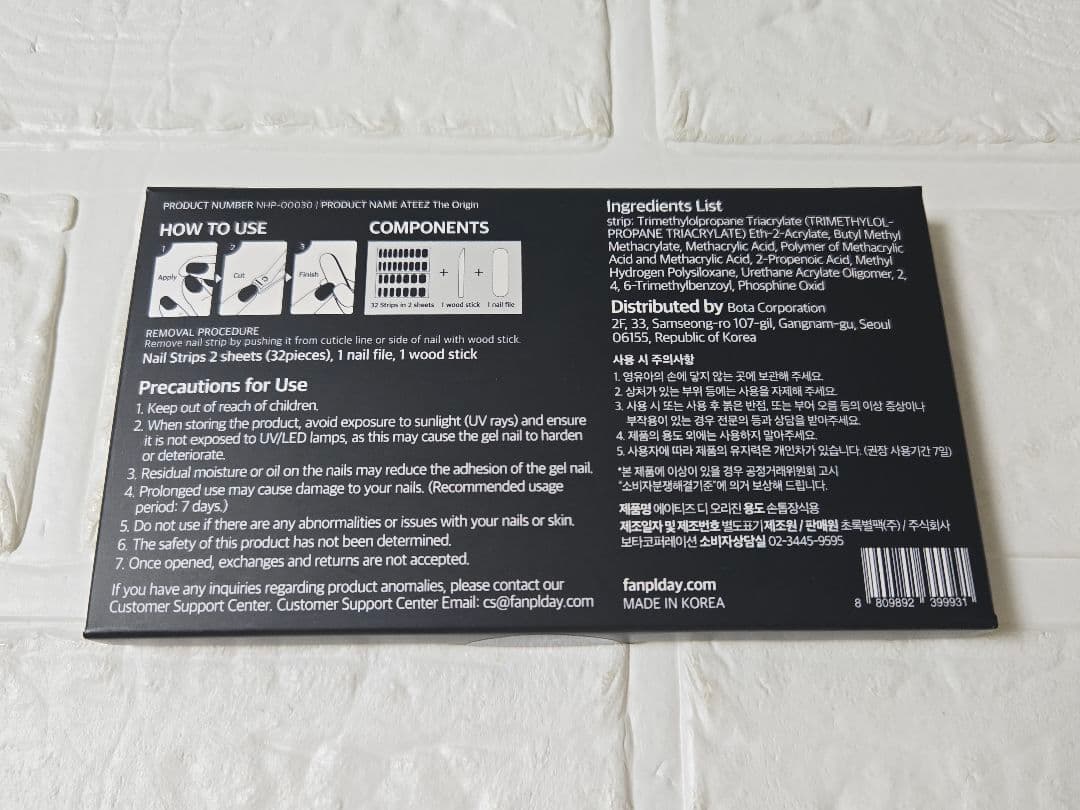 PRODUCT NUMBER NHP-00030 / PRODUCT NAME ATEEZ The Origin
HOW TO USE
1
Apply
2
Cut
3
Finish
COMPONENTS
+
+
32 Strips in 2 sheets 1 wood stick 1 nail file
REMOVAL PROCEDURE
Remove nail strip by pushing it from cuticle line or side of nail with wood stick.
Nail Strips 2 sheets (32pieces), 1 nail file, 1 wood stick
Precautions for Use
1. Keep out of reach of children.
2. When storing the product, avoid exposure to sunlight (UV rays) and ensure
it is not exposed to UV/LED lamps, as this may cause the gel nail to harden
or deteriorate.
3. Residual moisture or oil on the nails may reduce the adhesion of the gel nail.
4. Prolonged use may cause damage to your nails. (Recommended usage
period: 7 days.)
5. Do not use if there are any abnormalities or issues with your nails or skin.
6. The safety of this product has not been determined.
7. Once opened, exchanges and returns are not accepted.
If you have any inquiries regarding product anomalies, please contact our
Customer Support Center. Customer Support Center Email: cs@fanplday.com
Ingredients List
strip: Trimethylolpropane Triacrylate (TRIMETHYLOL-
PROPANE TRIACRYLATE) Eth-2-Acrylate, Butyl Methyl
Methacrylate, Methacrylic Acid, Polymer of Methacrylic
Acid and Methacrylic Acid, 2-Propenoic Acid, Methyl
Hydrogen Polysiloxane, Urethane Acrylate Oligomer, 2,
4, 6-Trimethylbenzoyl, Phosphine Oxid
Distributed by Bota Corporation
2F, 33, Samseong-ro 107-gil, Gangnam-gu, Seoul
06155, Republic of Korea
사용 시 주의사항
1. 영유아의 손에 닿지 않는 곳에 보관해 주세요.
2. 상처가 있는 부위 등에는 사용을 자제해 주세요.
3. 사용 시 또는 사용 후 붉은 반점, 또는 부어 오름 등의 이상 증상이나
부작용이 있는 경우 전문의 등과 상담을 받아주세요.
4. 제품의 용도 외에는 사용하지 말아주세요.
5. 사용자에 따라 제품의 유지력은 개인차가 있습니다. (권장 사용기간 7일)
*본 제품에 이상이 있을 경우 공정거래위원회 고시
"소비자분쟁해결기준"에 의거 보상해 드립니다.
제품명 에이티즈 디 오리진 용도 손톱장식용
제조일자 및 제조번호 별도표기 제조원 / 판매원 초록별팩(주) / 주식회사
보타코퍼레이션 소비자상담실 02-3445-9595
fanplday.com
MADE IN KOREA
8 809892 399931